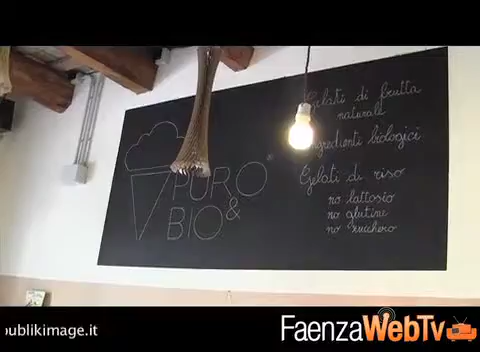 PURO
&
BIO
®
Gelati di frutta
naturale
Ingredienti biologici
Gelati di riso
no lattosio
no glutine
no zucchero
publikimage.it
FaenzaWebTv